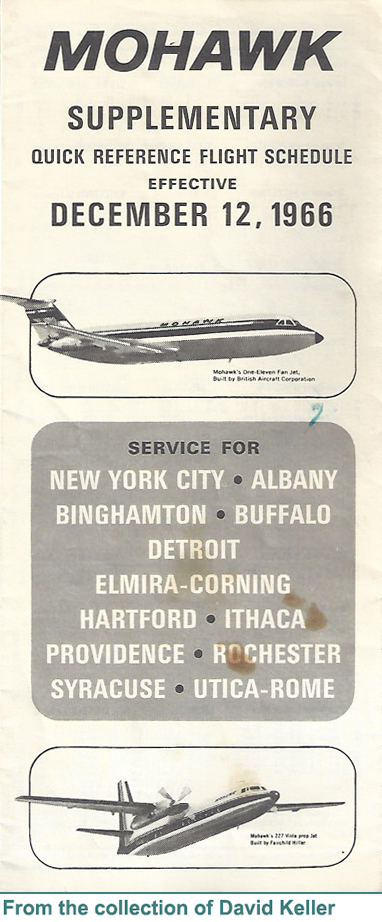 MOHAWK
SUPPLEMENTARY
QUICK REFERENCE FLIGHT SCHEDULE
EFFECTIVE
DECEMBER 12, 1966
MOHAWK
Mohawk's One-Eleven Fan Jet,
Built by British Aircraft Corporation
SERVICE FOR
NEW YORK CITY • ALBANY
BINGHAMTON • BUFFALO
DETROIT
ELMIRA-CORNING
HARTFORD • ITHACA
PROVIDENCE • ROCHESTER
SYRACUSE • UTICA-ROME
Mohawk's 227 Vista prop Jet
Built by Fairchild Hiller
From the collection of David Keller